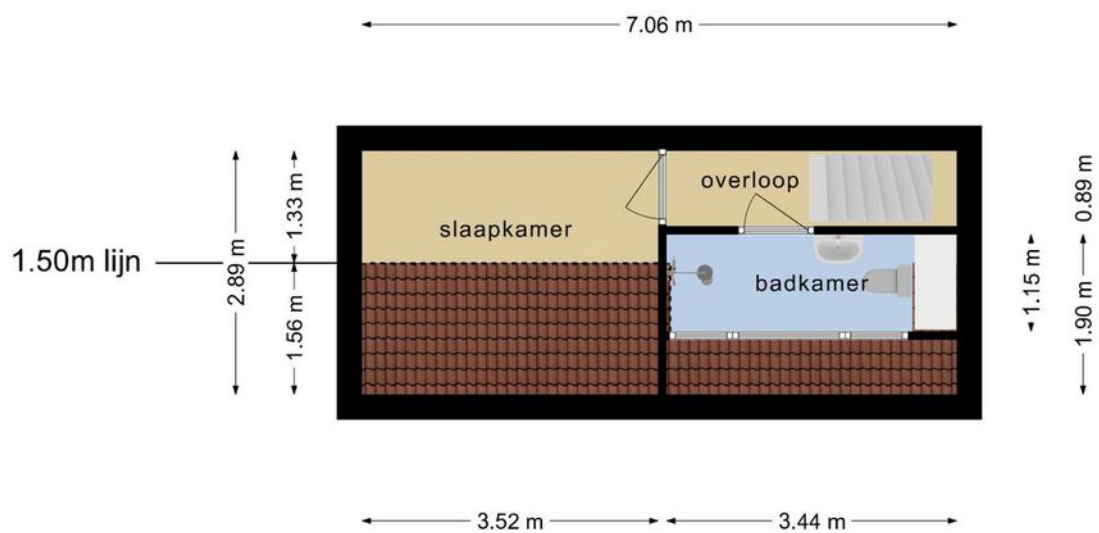 7.06 m
overloop
slaapkamer
badkamer
1.50m lijn
2.89 m
1.33 m
1.56 m
0.89 m
1.15 m
1.90 m
3.52 m
3.44 m